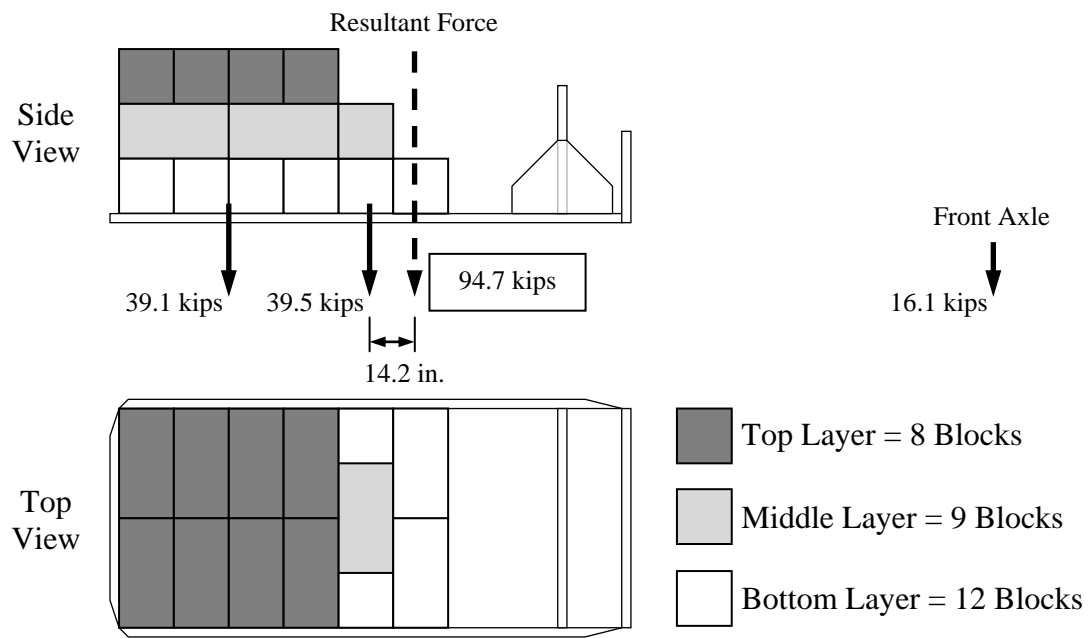 Resultant Force
Side
View
Front Axle
94.7 kips
39.1 kips
39.5 kips
16.1 kips
14.2 in.
Top
View
Top Layer = 8 Blocks
Middle Layer = 9 Blocks
Bottom Layer = 12 Blocks